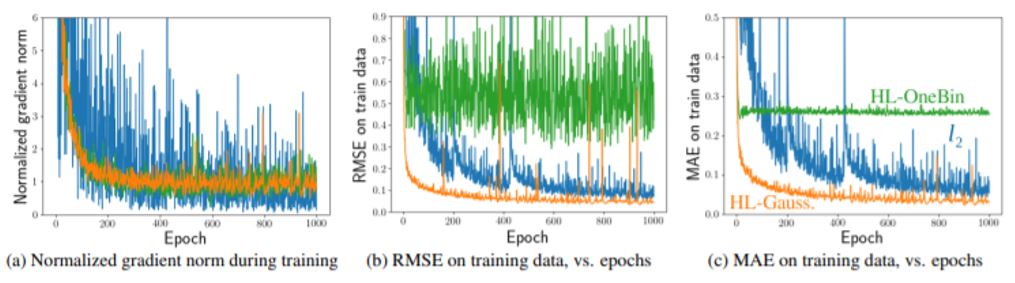 6
5
4
3
2
1
0
Normalized gradient norm
0 200 400 600 800 1000
Epoch
(a) Normalized gradient norm during training
0.9
0.8
0.7
0.6
0.5
0.4
0.3
0.2
0.1
0.0
RMSE on train data
0 200 400 600 800 1000
Epoch
(b) RMSE on training data, vs. epochs
0.5
0.4
0.3
0.2
0.1
0.0
MAE on train data
HL-OneBin
l2
HL-Gauss.
0 200 400 600 800 1000
Epoch
(c) MAE on training data, vs. epochs